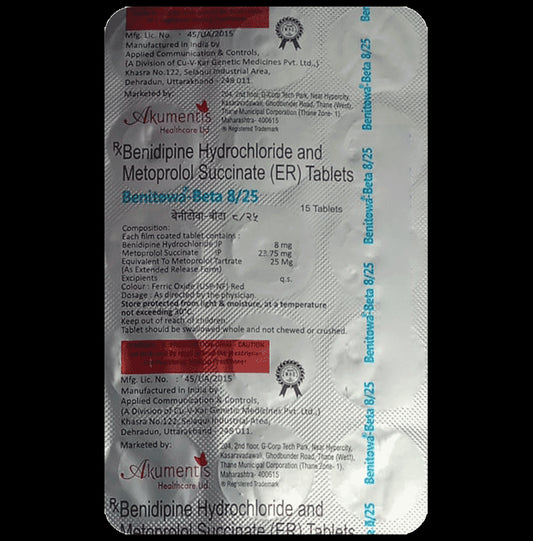 Mfg. Lic. No. : 45/UA/2015
Manufactured in India by
Applied Communication & Controls,
(A Division of Cu-V-Kar Genetic Medicines Pvt. Ltd.,)
Khasra No.122, Selaqui Industrial Area,
Dehradun, Uttarakhand - 248 011.
Marketed by:
Akumentis
Healthcare Ltd.
204, 2nd floor, G-Corp Tech Park, Near Hypercity,
Kasaravadawali, Ghodbunder Road, Thane (West),
Thane Municipal Corporation (Thane Zone- 1),
Maharashtra- 400615
® Registered Trademark
Rx Benidipine Hydrochloride and
Metoprolol Succinate (ER) Tablets
Benitowa®-Beta 8/25
15 Tablets
बेनीटोवा-बीटा ८/२५
Composition:
Each film coated tablet contains :
Benidipine Hydrochloride IP 8 mg
Metoprolol Succinate IP 23.75 mg
Equivalent To Metoprolol Tartrate 25 Mg
(As Extended Release Form)
Excipients q.s.
Colour : Ferric Oxide (USP-NF) Red
Dosage : As directed by the physician.
Store protected from light & moisture, at a temperature
not exceeding 30°C.
Keep out of reach of children.
Tablet should be swallowed whole and not chewed or crushed.
PRESCRIPTION DRUG - CAUTION
Mfg. Lic. No. : 45/UA/2015
Manufactured in India by :
Applied Communication & Controls,
(A Division of Cu-V-Kar Genetic Medicines Pvt. Ltd.,)
Khasra No.122, Selaqui Industrial Area,
Dehradun, Uttarakhand - 248 011.
Marketed by:
Akumentis
Healthcare Ltd.
204, 2nd floor, G-Corp Tech Park, Near Hypercity,
Kasaravadawali, Ghodbunder Road, Thane (West),
Thane Municipal Corporation (Thane Zone- 1),
Maharashtra- 400615
® Registered Trademark
Rx Benidipine Hydrochloride and
Metoprolol Succinate (ER) Tablets
Benitowa®-Beta 8/25
Benitowa®-Beta 8/25
Benitowa®-Beta 8/25
Benitowa®-Beta 8/25
8/25